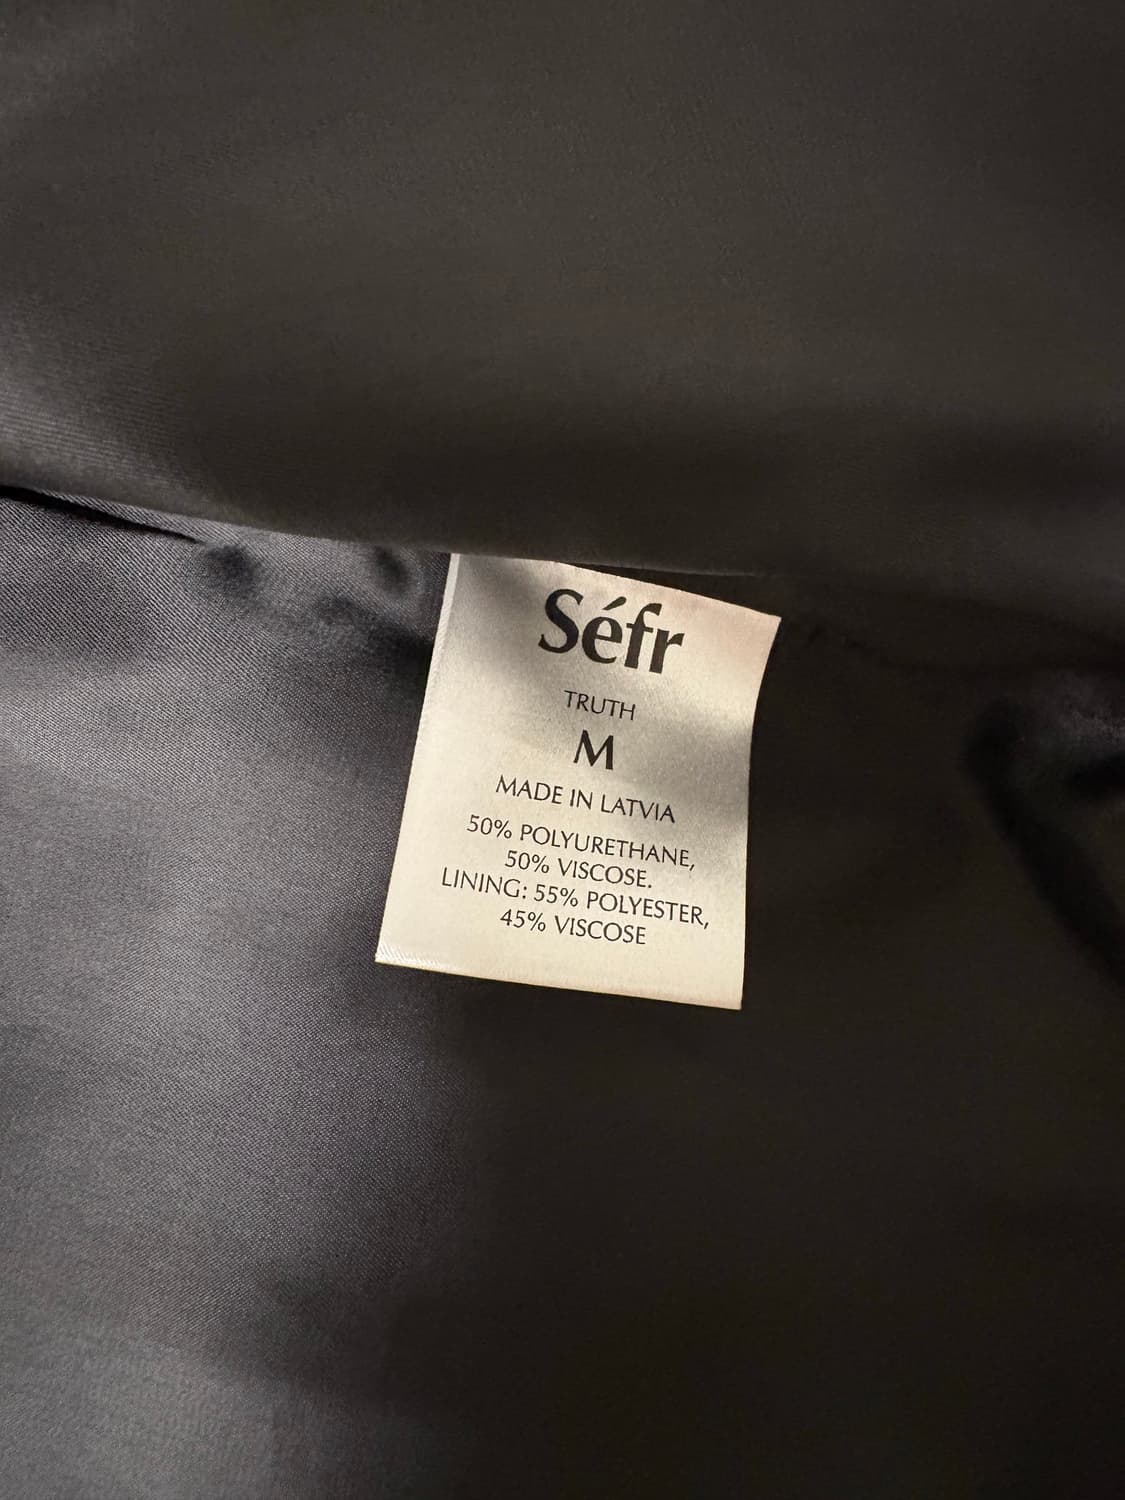 Séfr
TRUTH
M
MADE IN LATVIA
50% POLYURETHANE,
50% VISCOSE.
LINING: 55% POLYESTER,
45% VISCOSE